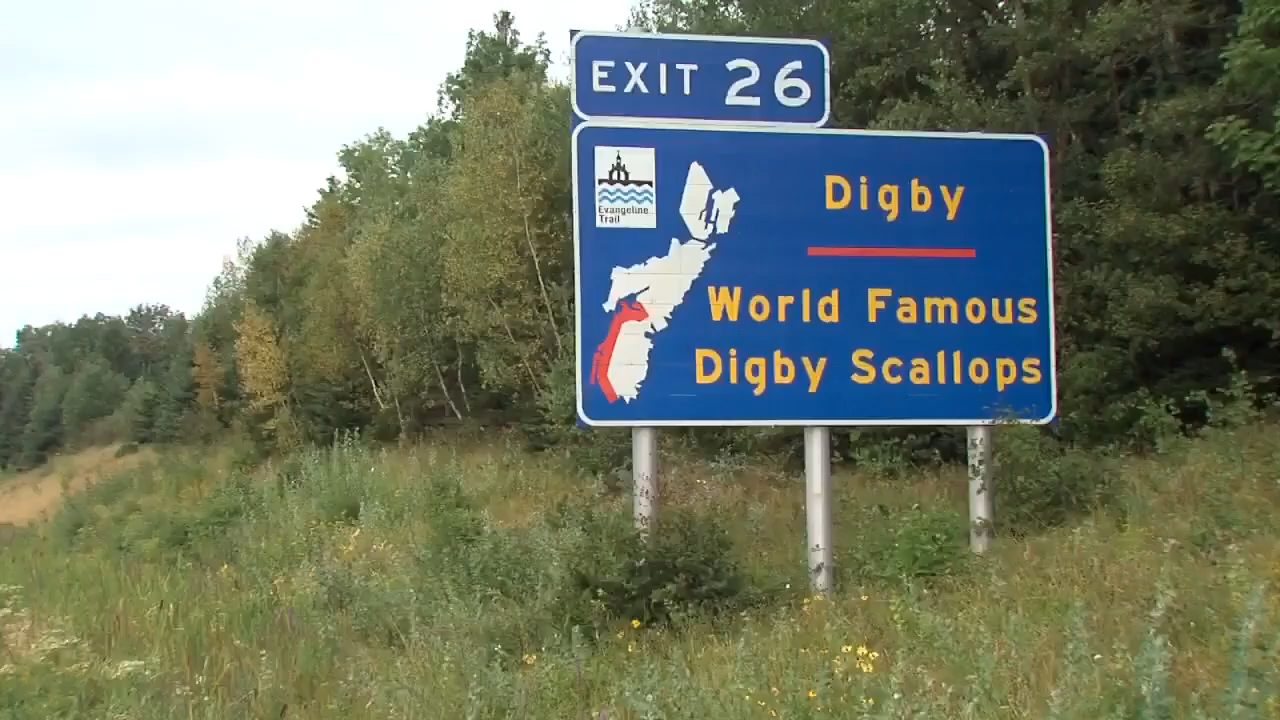 EXIT 26
Evangeline
Trail
Digby
World Famous
Digby Scallops